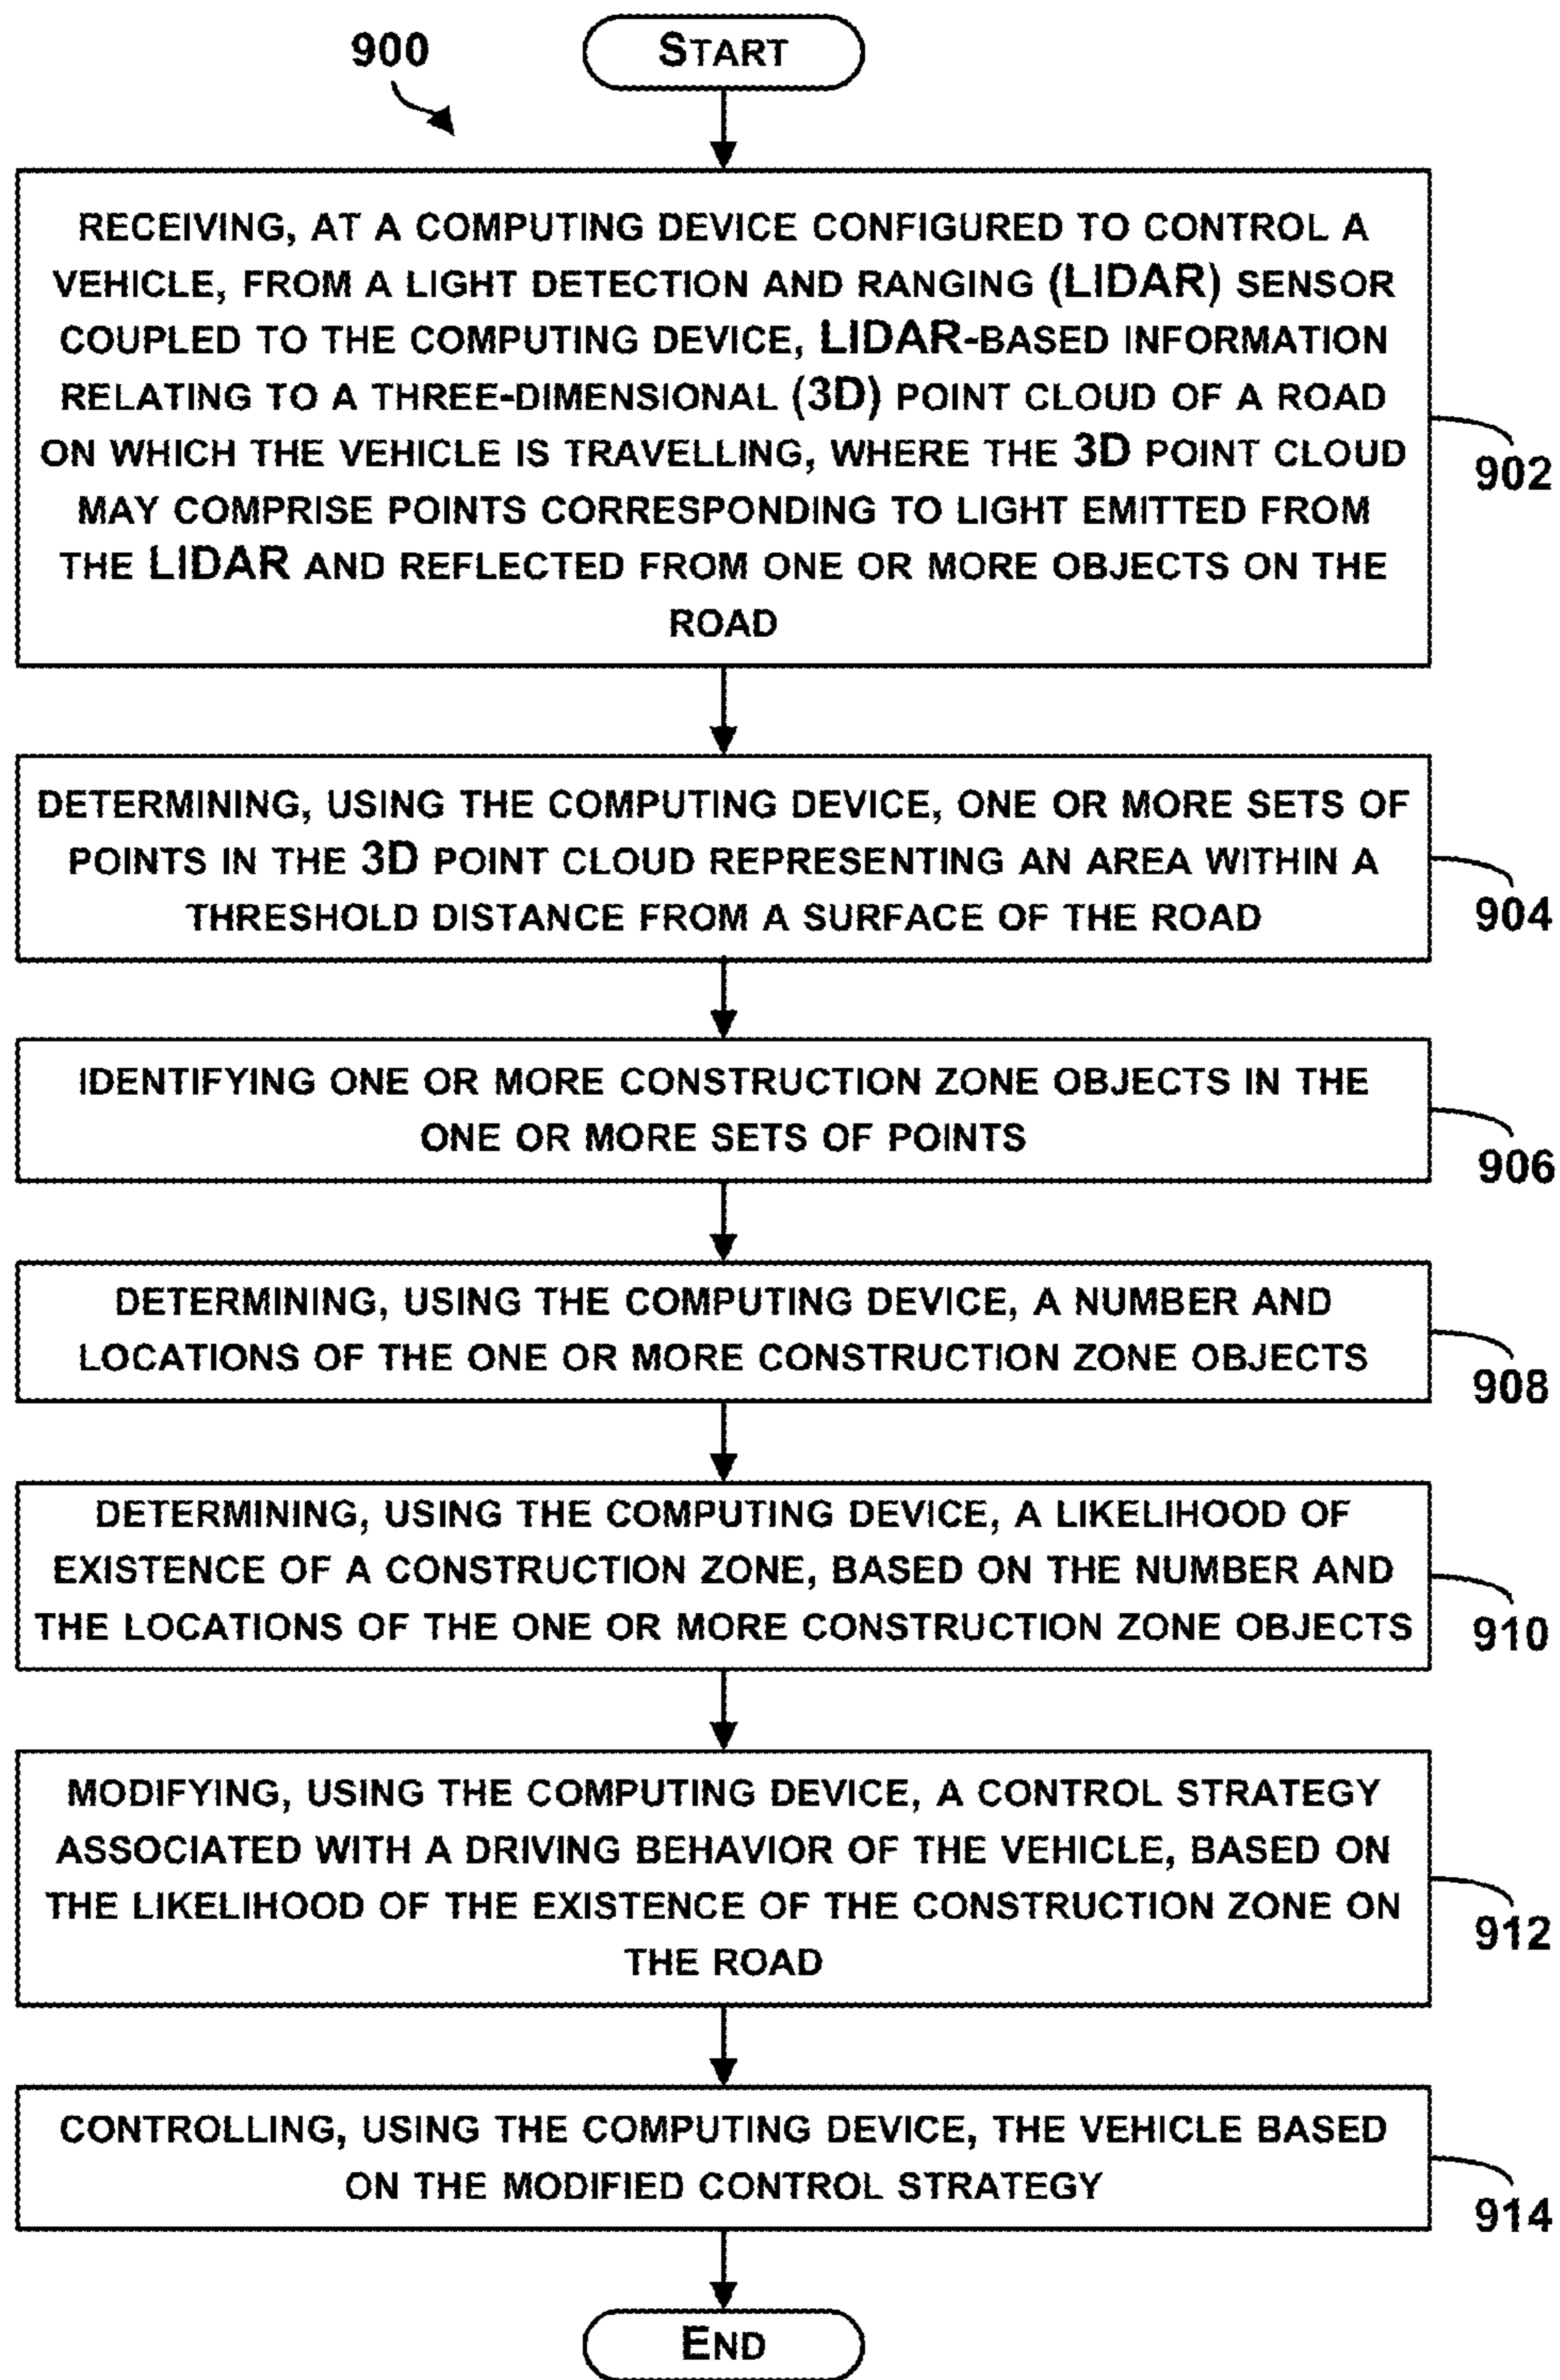 900
START
RECEIVING, AT A COMPUTING DEVICE CONFIGURED TO CONTROL A
VEHICLE, FROM A LIGHT DETECTION AND RANGING (LIDAR) SENSOR
COUPLED TO THE COMPUTING DEVICE, LIDAR-BASED INFORMATION
RELATING TO A THREE-DIMENSIONAL (3D) POINT CLOUD OF A ROAD
ON WHICH THE VEHICLE IS TRAVELLING, WHERE THE 3D POINT CLOUD
MAY COMPRISE POINTS CORRESPONDING TO LIGHT EMITTED FROM
THE LIDAR AND REFLECTED FROM ONE OR MORE OBJECTS ON THE
ROAD
902
DETERMINING, USING THE COMPUTING DEVICE, ONE OR MORE SETS OF
POINTS IN THE 3D POINT CLOUD REPRESENTING AN AREA WITHIN A
THRESHOLD DISTANCE FROM A SURFACE OF THE ROAD
904
IDENTIFYING ONE OR MORE CONSTRUCTION ZONE OBJECTS IN THE
ONE OR MORE SETS OF POINTS
906
DETERMINING, USING THE COMPUTING DEVICE, A NUMBER AND
LOCATIONS OF THE ONE OR MORE CONSTRUCTION ZONE OBJECTS
908
DETERMINING, USING THE COMPUTING DEVICE, A LIKELIHOOD OF
EXISTENCE OF A CONSTRUCTION ZONE, BASED ON THE NUMBER AND
THE LOCATIONS OF THE ONE OR MORE CONSTRUCTION ZONE OBJECTS
910
MODIFYING, USING THE COMPUTING DEVICE, A CONTROL STRATEGY
ASSOCIATED WITH A DRIVING BEHAVIOR OF THE VEHICLE, BASED ON
THE LIKELIHOOD OF THE EXISTENCE OF THE CONSTRUCTION ZONE ON
THE ROAD
912
CONTROLLING, USING THE COMPUTING DEVICE, THE VEHICLE BASED
ON THE MODIFIED CONTROL STRATEGY
914
END